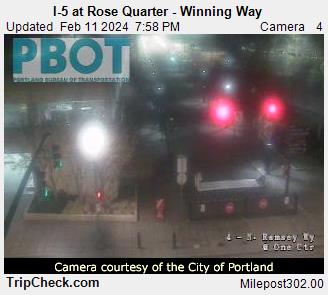 I-5 at Rose Quarter - Winning Way
Updated Feb 11 2024 7:58 PM Camera 4
PBOT
PORTLAND BUREAU OF TRANSPORTATION
4 - N. Ramsey Wy
@ One Ctr
Camera courtesy of the City of Portland
TripCheck.com Milepost302.00